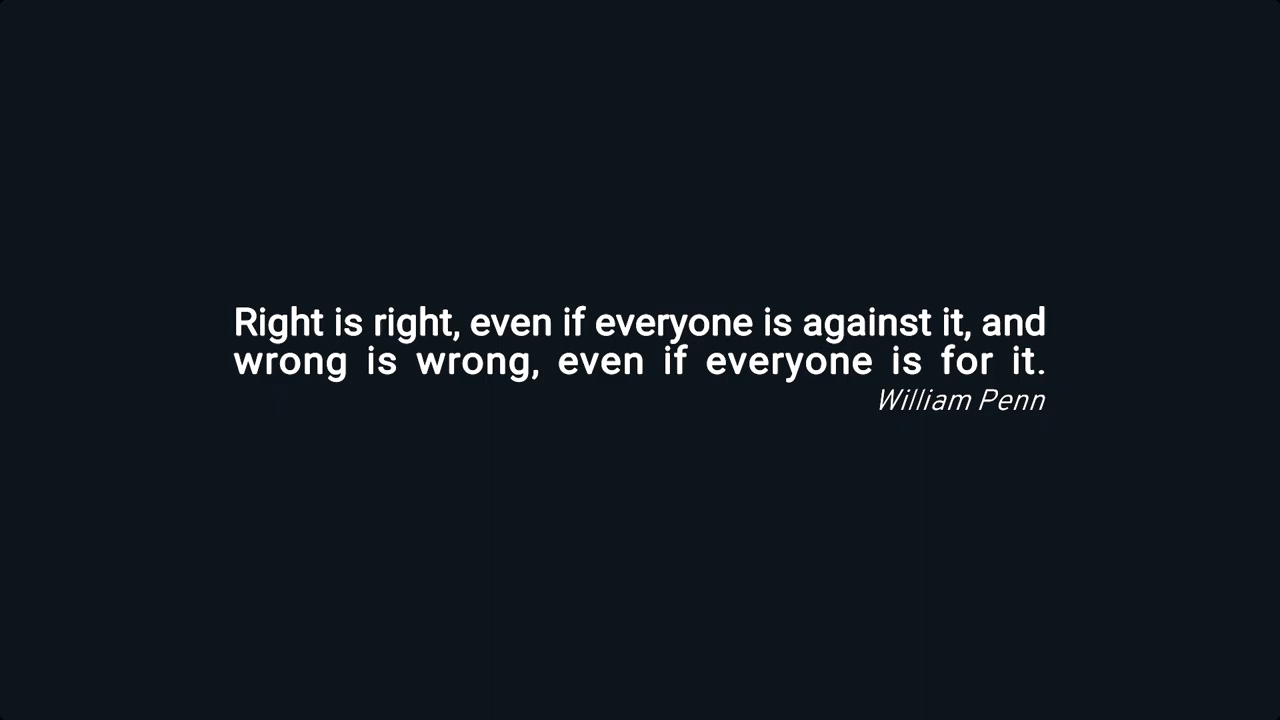 Right is right, even if everyone is against it, and
wrong is wrong, even if everyone is for it.
William Penn